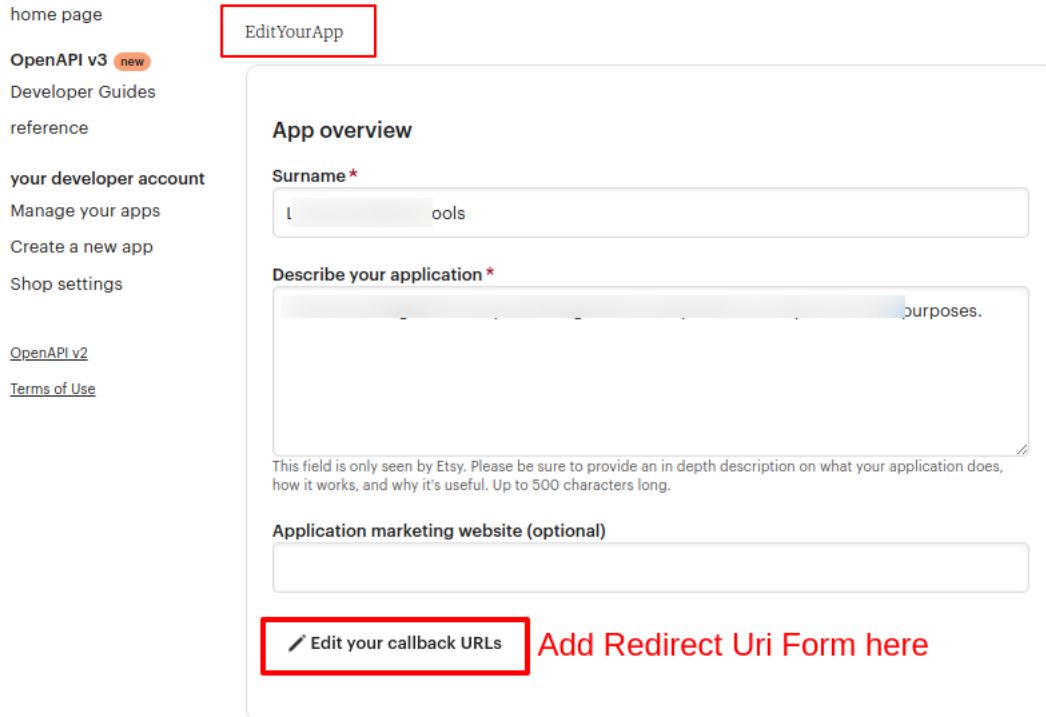 home page
OpenAPI v3 new
Developer Guides
reference
your developer account
Manage your apps
Create a new app
Shop settings
OpenAPI v2
Terms of Use
EditYourApp
App overview
Surname*
L ools
Describe your application *
purposes.
This field is only seen by Etsy. Please be sure to provide an in depth description on what your application does,
how it works, and why it's useful. Up to 500 characters long.
Application marketing website (optional)
Edit your callback URLs
Add Redirect Uri Form here